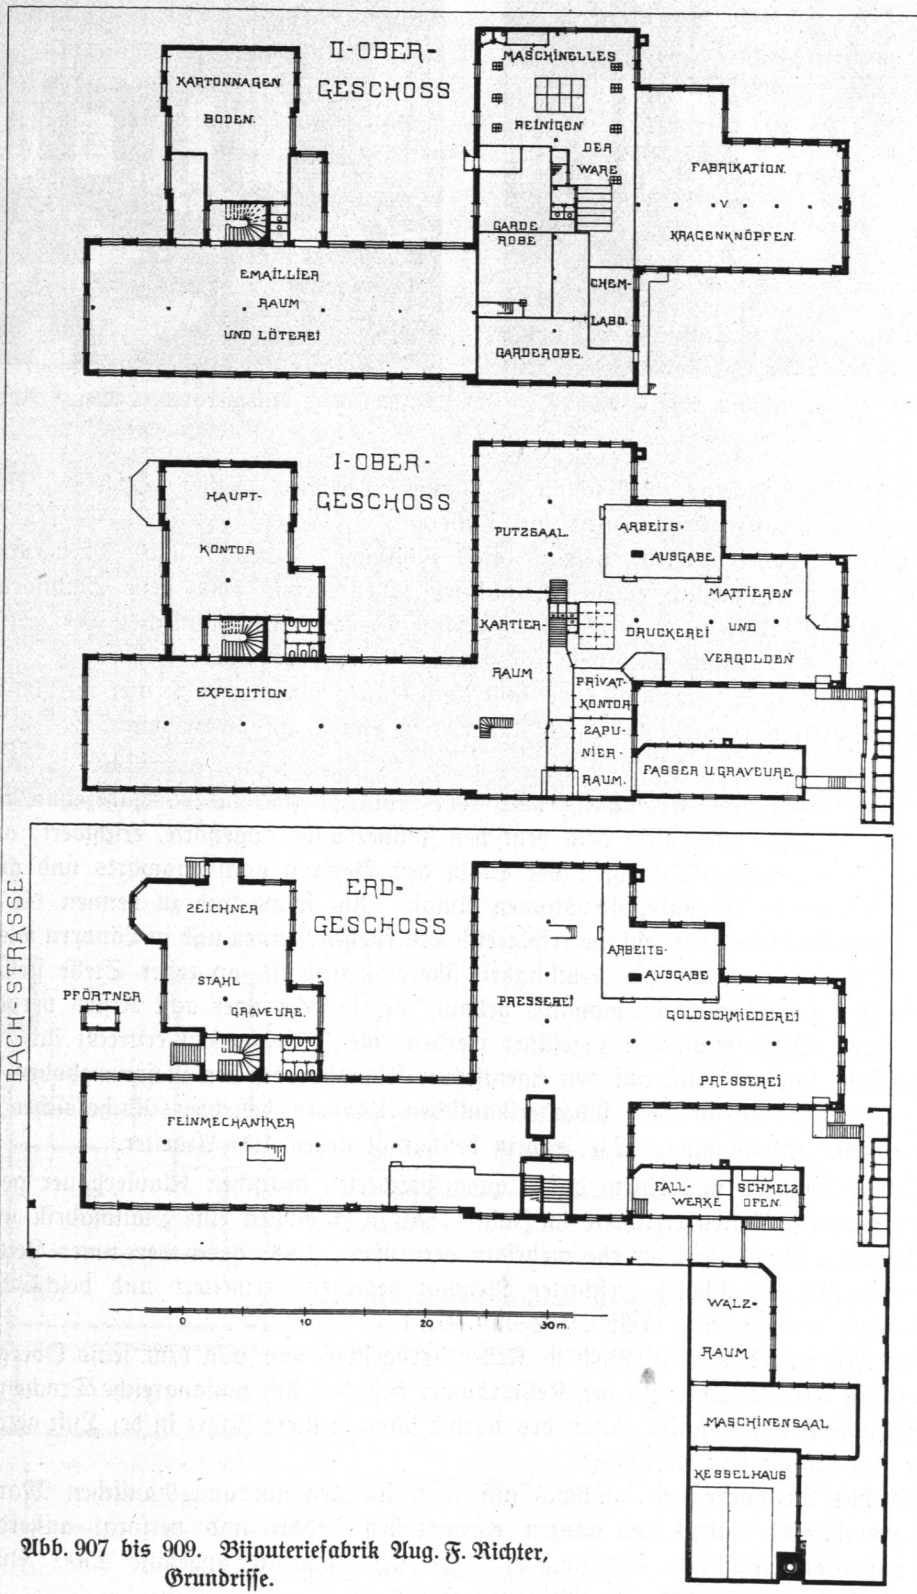 II-OBER-
GESCHOSS
KARTONNAGEN
BODEN.
MASCHINELLES
REINIGEN
DER
WARE
FABRIKATION.
V
KRAGENKNÖPFEN.
GARDE
ROBE
EMAILLIER
RAUM
UND LÖTEREI
CHEM-
LABO.
GARDEROBE.
I-OBER-
GESCHOSS
HAUPT-
KONTOR
PUTZSAAL.
ARBEITS-
AUSGABE.
MATTIEREN
KARTIER-
RAUM
DRUCKEREI UND
VERGOLDEN
EXPEDITION
PRIVAT-
KONTOR
ZAPU-
NIER-
RAUM.
FASSER U. GRAVEURE.
BACH-STRASSE
ERD-
GESCHOSS
ZEICHNER
STAHL
GRAVEURE.
PFÖRTNER
PRESSEREI
ARBEITS-
AUSGABE.
GOLDSCHMIEDEREI
PRESSEREI
FEINMECHANIKER
FALL-
WERKE
SCHMELZ
OFEN.
0 10 20 30 m.
WALZ-
RAUM
MASCHINENSAAL
KESSELHAUS
Abb. 907 bis 909. Bijouteriefabrik Aug. F. Richter,
Grundrisse.